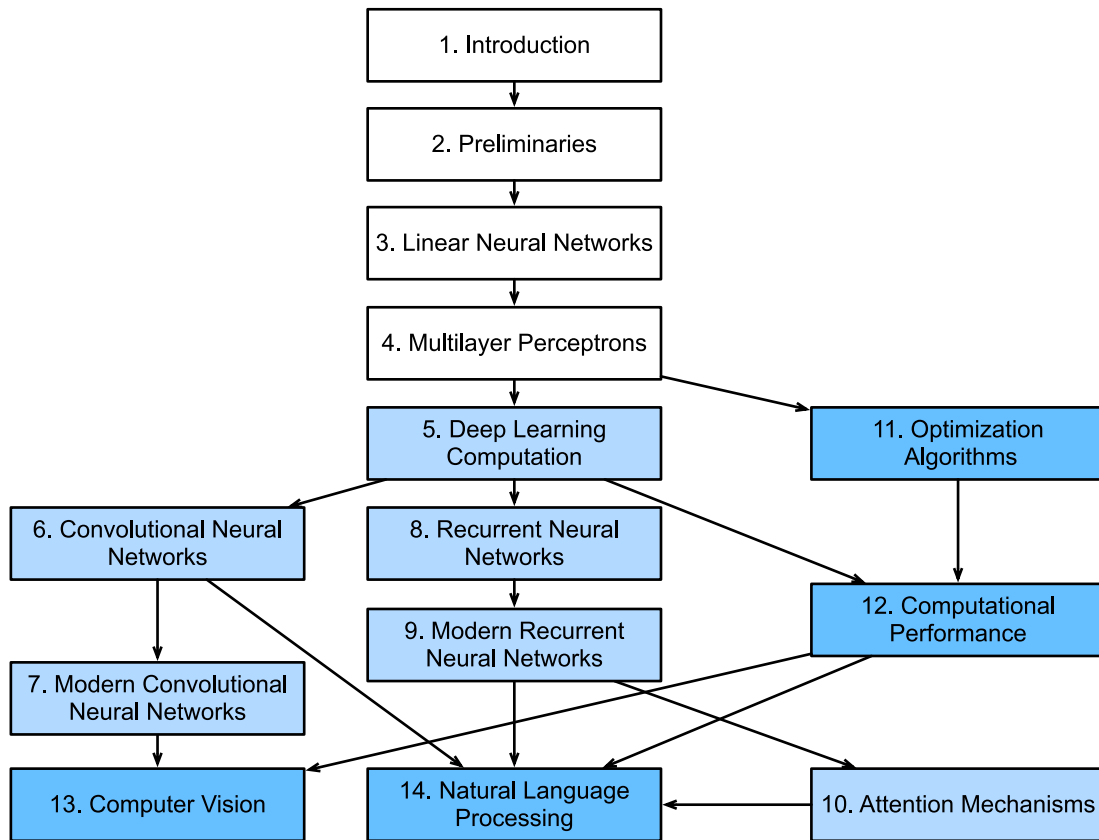 1. Introduction
2. Preliminaries
3. Linear Neural Networks
4. Multilayer Perceptrons
5. Deep Learning
Computation
11. Optimization
Algorithms
6. Convolutional Neural
Networks
8. Recurrent Neural
Networks
12. Computational
Performance
9. Modern Recurrent
Neural Networks
7. Modern Convolutional
Neural Networks
13. Computer Vision
14. Natural Language
Processing
10. Attention Mechanisms